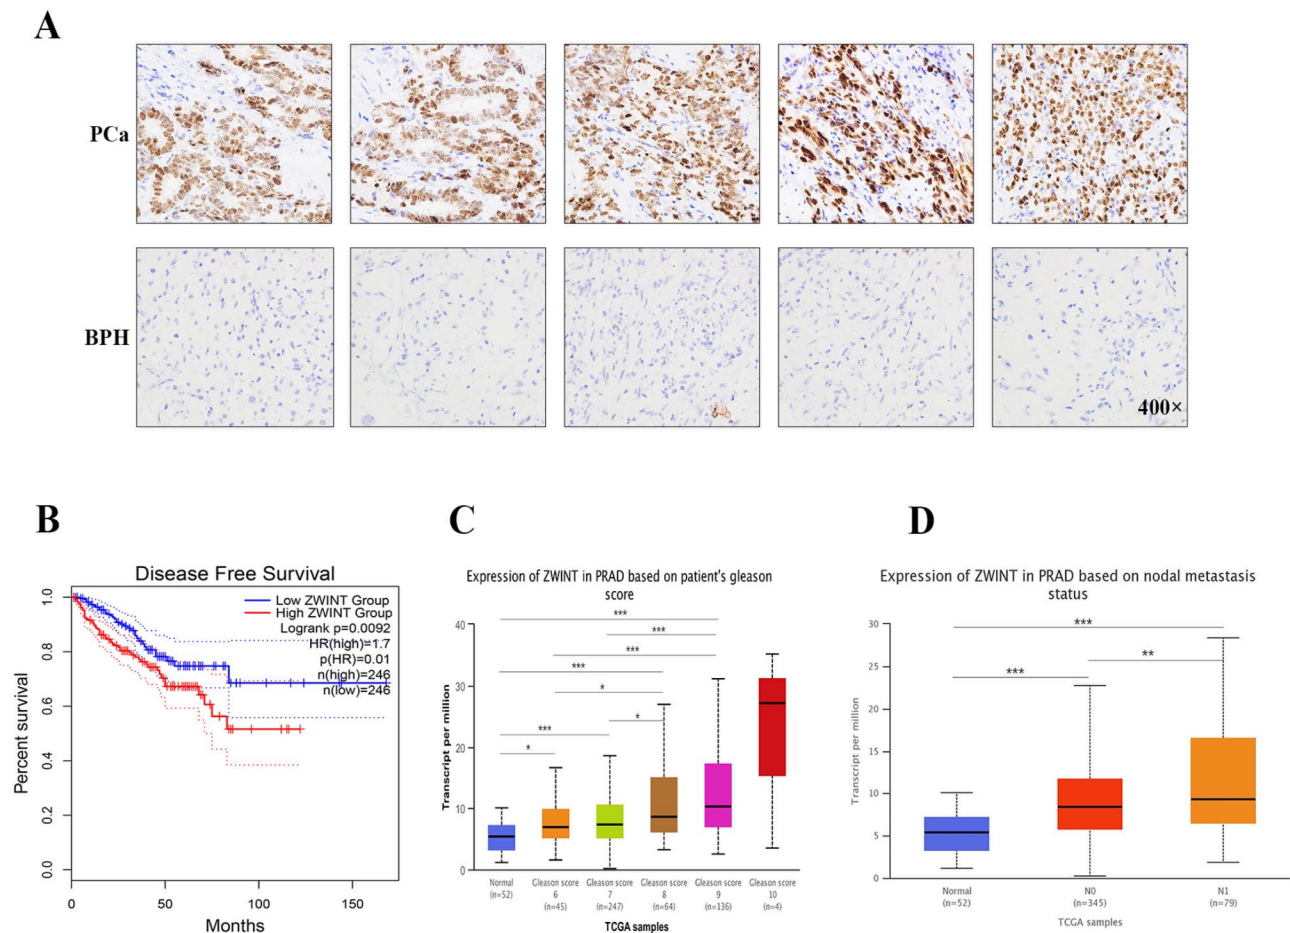 A
PCa
BPH
400×
B
Disease Free Survival
Low ZWINT Group
High ZWINT Group
Logrank p=0.0092
HR(high)=1.7
p(HR)=0.01
n(high)=246
n(low)=246
Percent survival
1.0
0.8
0.6
0.4
0.2
0.0
0 50 100 150
Months
C
Expression of ZWINT in PRAD based on patient's gleason
score
Transcript per million
40
30
20
10
0
***
***
***
***
*
*
***
*
Normal
(n=52)
Gleason score
6
(n=45)
Gleason score
7
(n=247)
Gleason score
8
(n=64)
Gleason score
9
(n=136)
Gleason score
10
(n=4)
TCGA samples
D
Expression of ZWINT in PRAD based on nodal metastasis
status
Transcript per million
30
25
20
15
10
5
0
***
**
***
Normal
(n=52)
N0
(n=345)
N1
(n=79)
TCGA samples